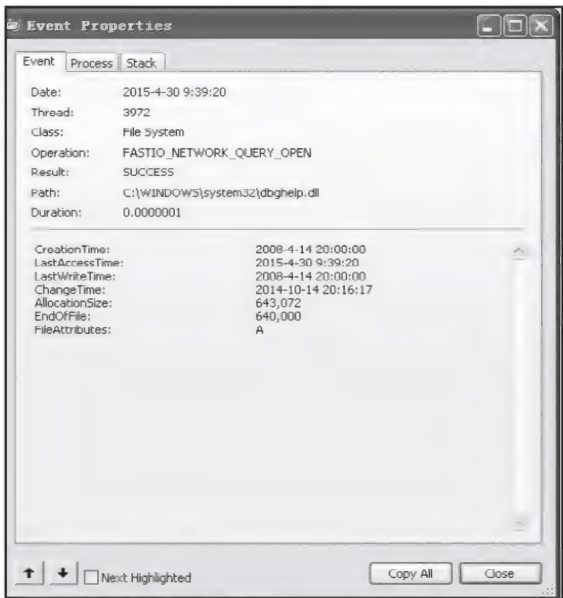 Event Properties
Event Process Stack
Date: 2015-4-30 9:39:20
Thread: 3972
Class: File System
Operation: FASTIO_NETWORK_QUERY_OPEN
Result: SUCCESS
Path: C:\WINDOWS\system32\dbghelp.dll
Duration: 0.0000001
CreationTime: 2008-4-14 20:00:00
LastAccessTime: 2015-4-30 9:39:20
LastWriteTime: 2008-4-14 20:00:00
ChangeTime: 2014-10-14 20:16:17
AllocationSize: 643,072
EndOfFile: 640,000
FileAttributes: A
Next Highlighted Copy All Close